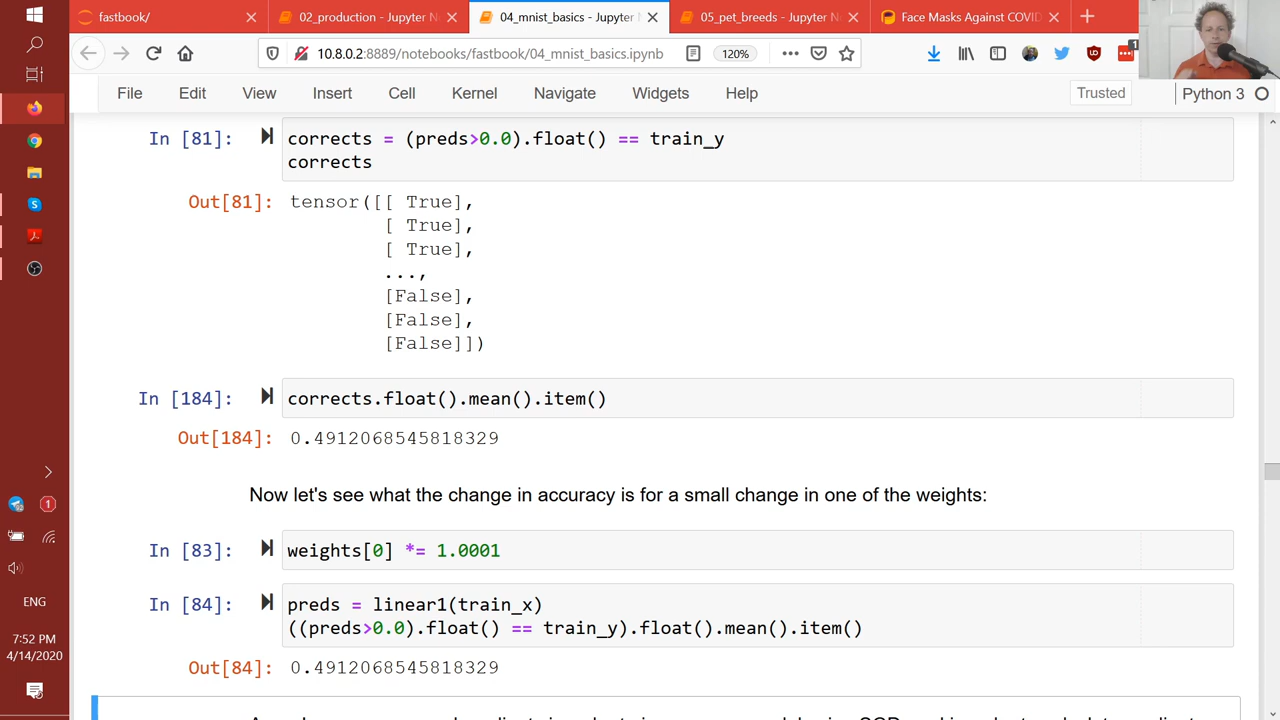 fastbook/
02_production - Jupyter N
04_mnist_basics - Jupyter
05_pet_breeds - Jupyter N
Face Masks Against COVID
10.8.0.2:8889/notebooks/fastbook/04_mnist_basics.ipynb
120%
1
File Edit View Insert Cell Kernel Navigate Widgets Help
Trusted
Python 3
In [81]:
corrects = (preds>0.0).float() == train_y
corrects
Out[81]:
tensor([[ True],
[ True],
[ True],
...,
[False],
[False],
[False]])
In [184]:
corrects.float().mean().item()
Out[184]:
0.4912068545818329
Now let's see what the change in accuracy is for a small change in one of the weights:
In [83]:
weights[0] *= 1.0001
In [84]:
preds = linear1(train_x)
((preds>0.0).float() == train_y).float().mean().item()
Out[84]:
0.4912068545818329
1
ENG
7:52 PM
4/14/2020